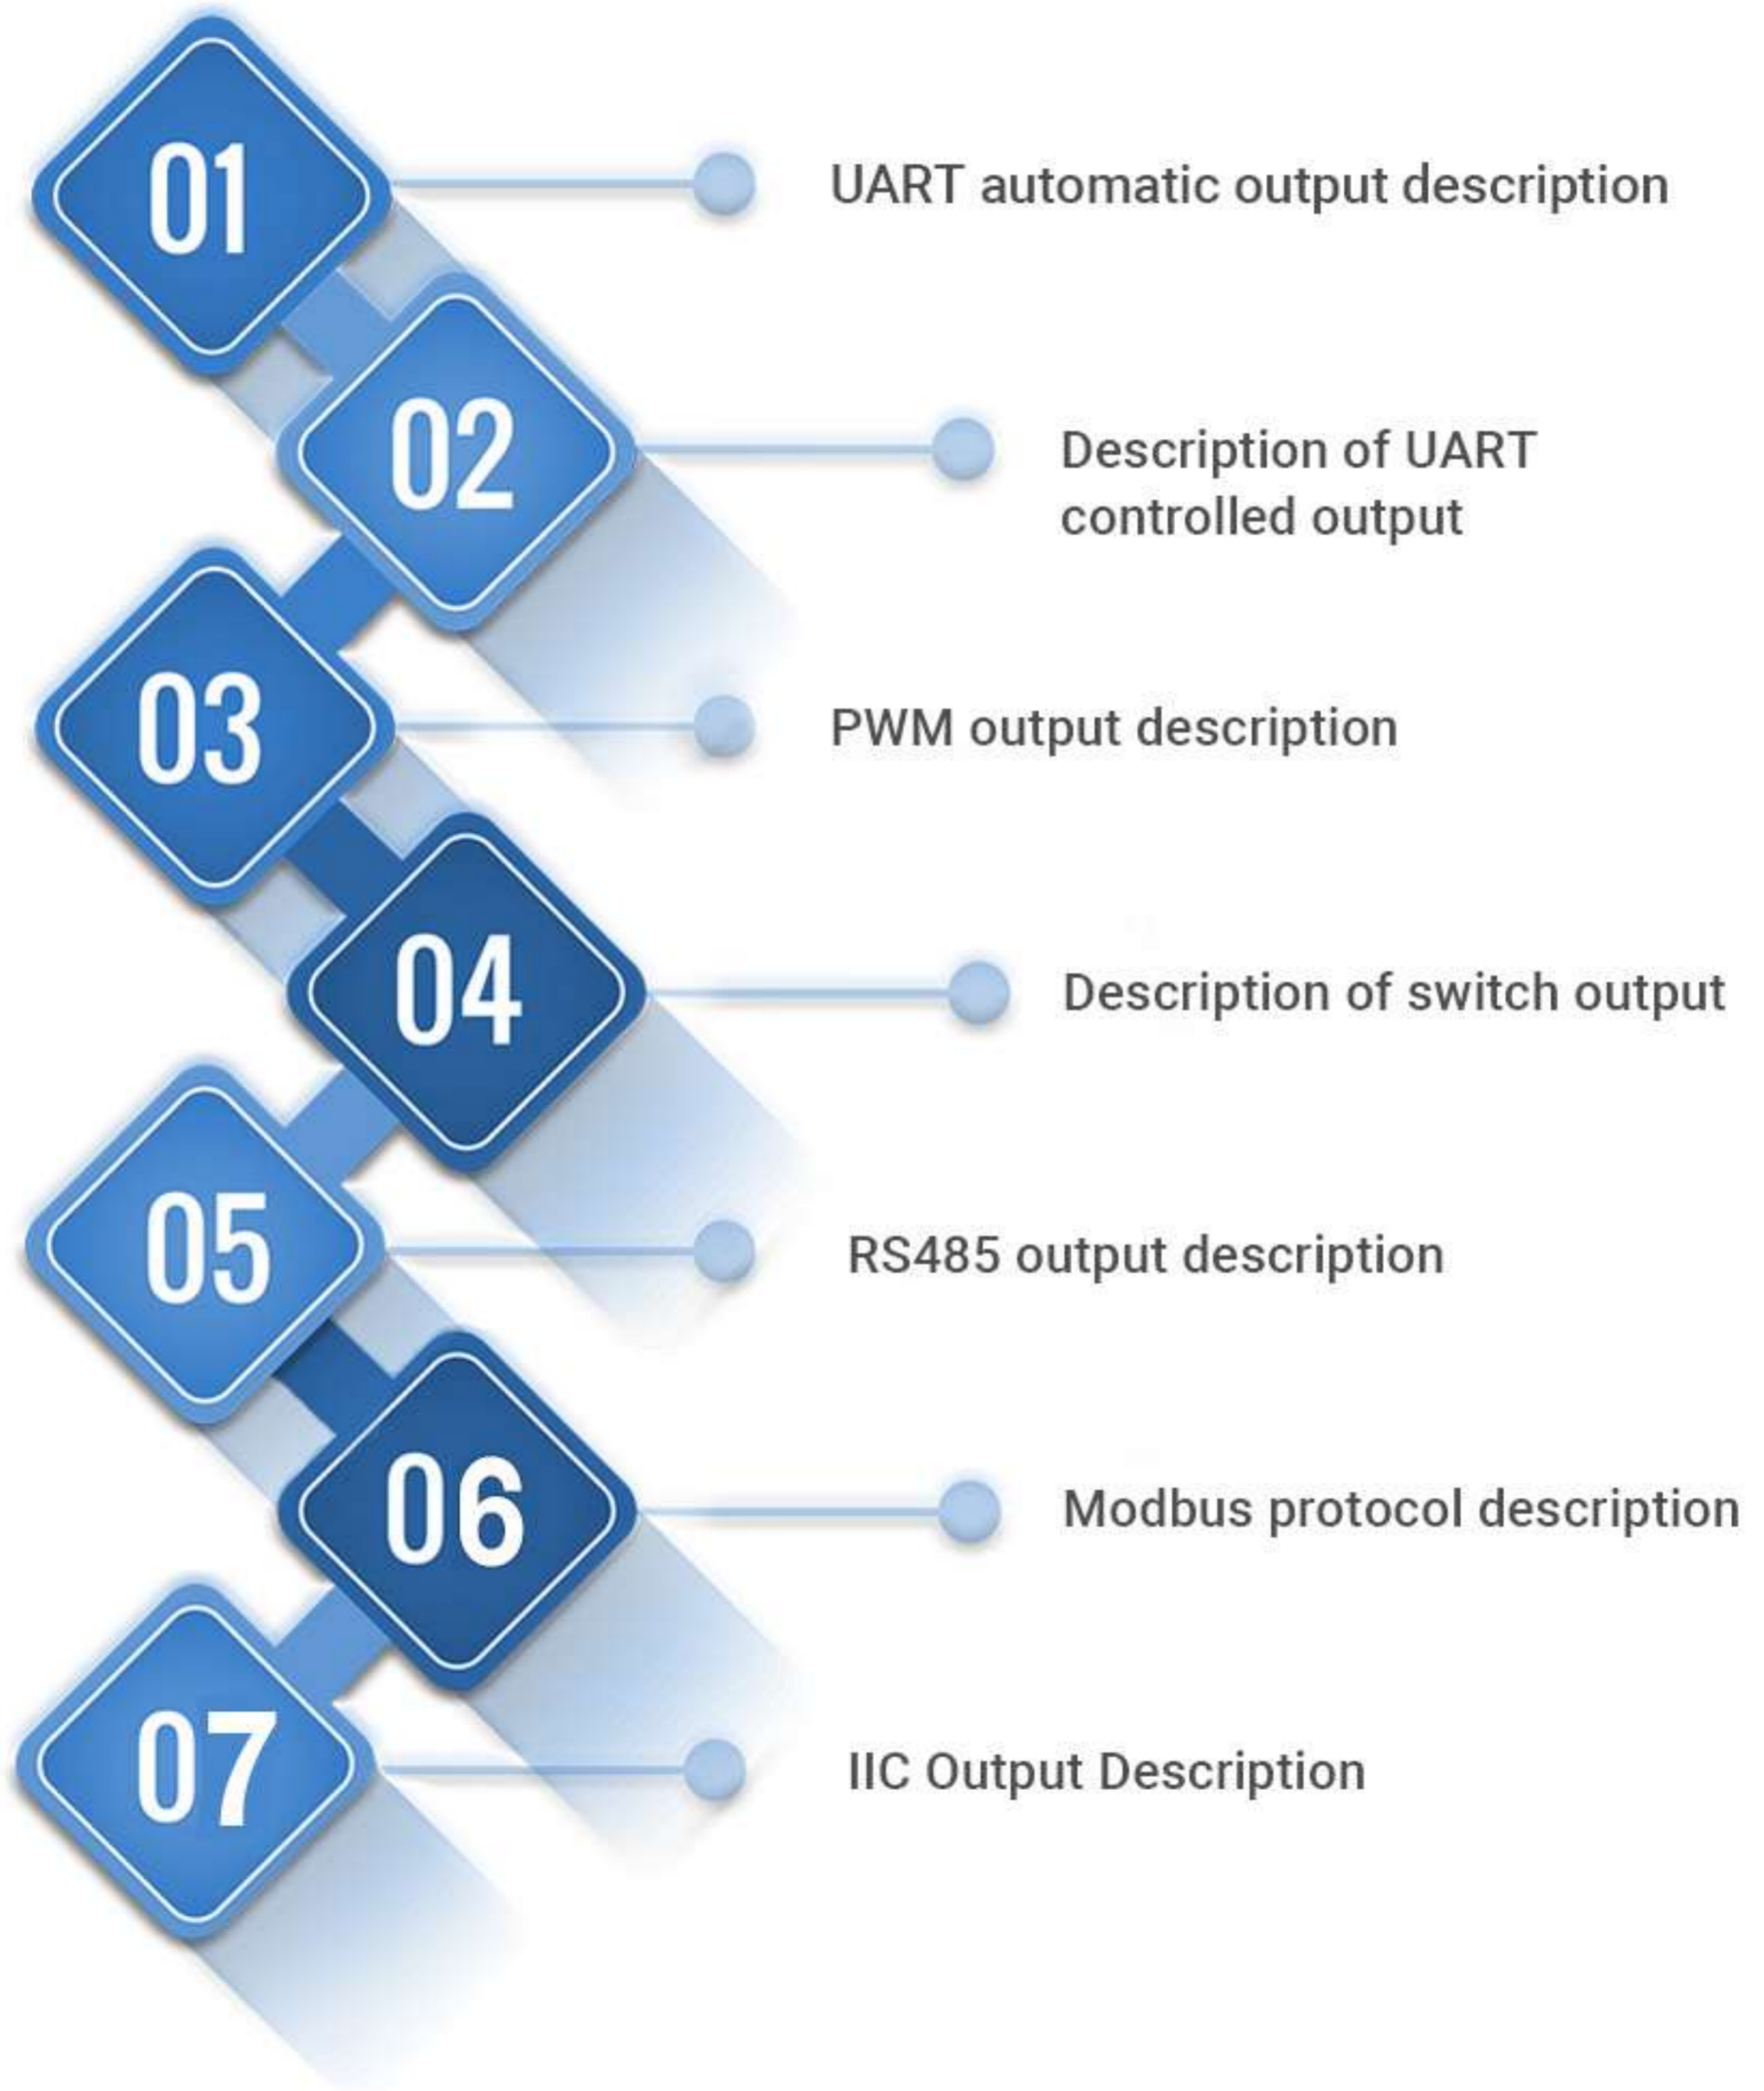 01
UART automatic output description
02
Description of UART
controlled output
03
PWM output description
04
Description of switch output
05
RS485 output description
06
Modbus protocol description
07
IIC Output Description